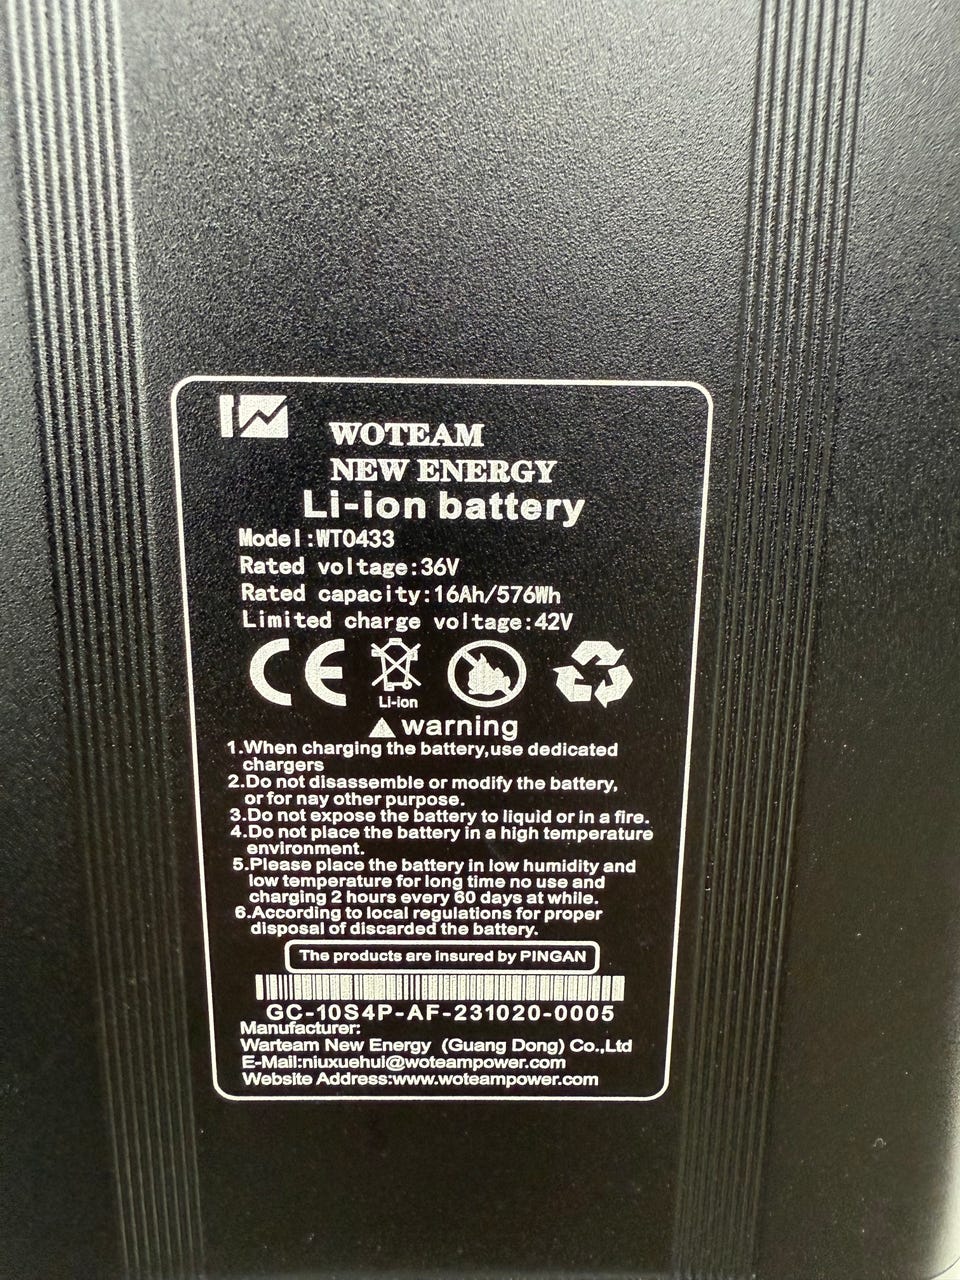 WOTEAM
NEW ENERGY
Li-ion battery
Model:WT0433
Rated voltage:36V
Rated capacity:16Ah/576Wh
Limited charge voltage:42V
CE
Li-ion
warning
1.When charging the battery,use dedicated
chargers
2.Do not disassemble or modify the battery,
or for nay other purpose.
3.Do not expose the battery to liquid or in a fire.
4.Do not place the battery in a high temperature
environment.
5.Please place the battery in low humidity and
low temperature for long time no use and
charging 2 hours every 60 days at while.
6.According to local regulations for proper
disposal of discarded the battery.
The products are insured by PINGAN
GC-10S4P-AF-231020-0005
Manufacturer:
Warteam New Energy (Guang Dong) Co.,Ltd
E-Mail:niuxuehui@woteampower.com
Website Address:www.woteampower.com